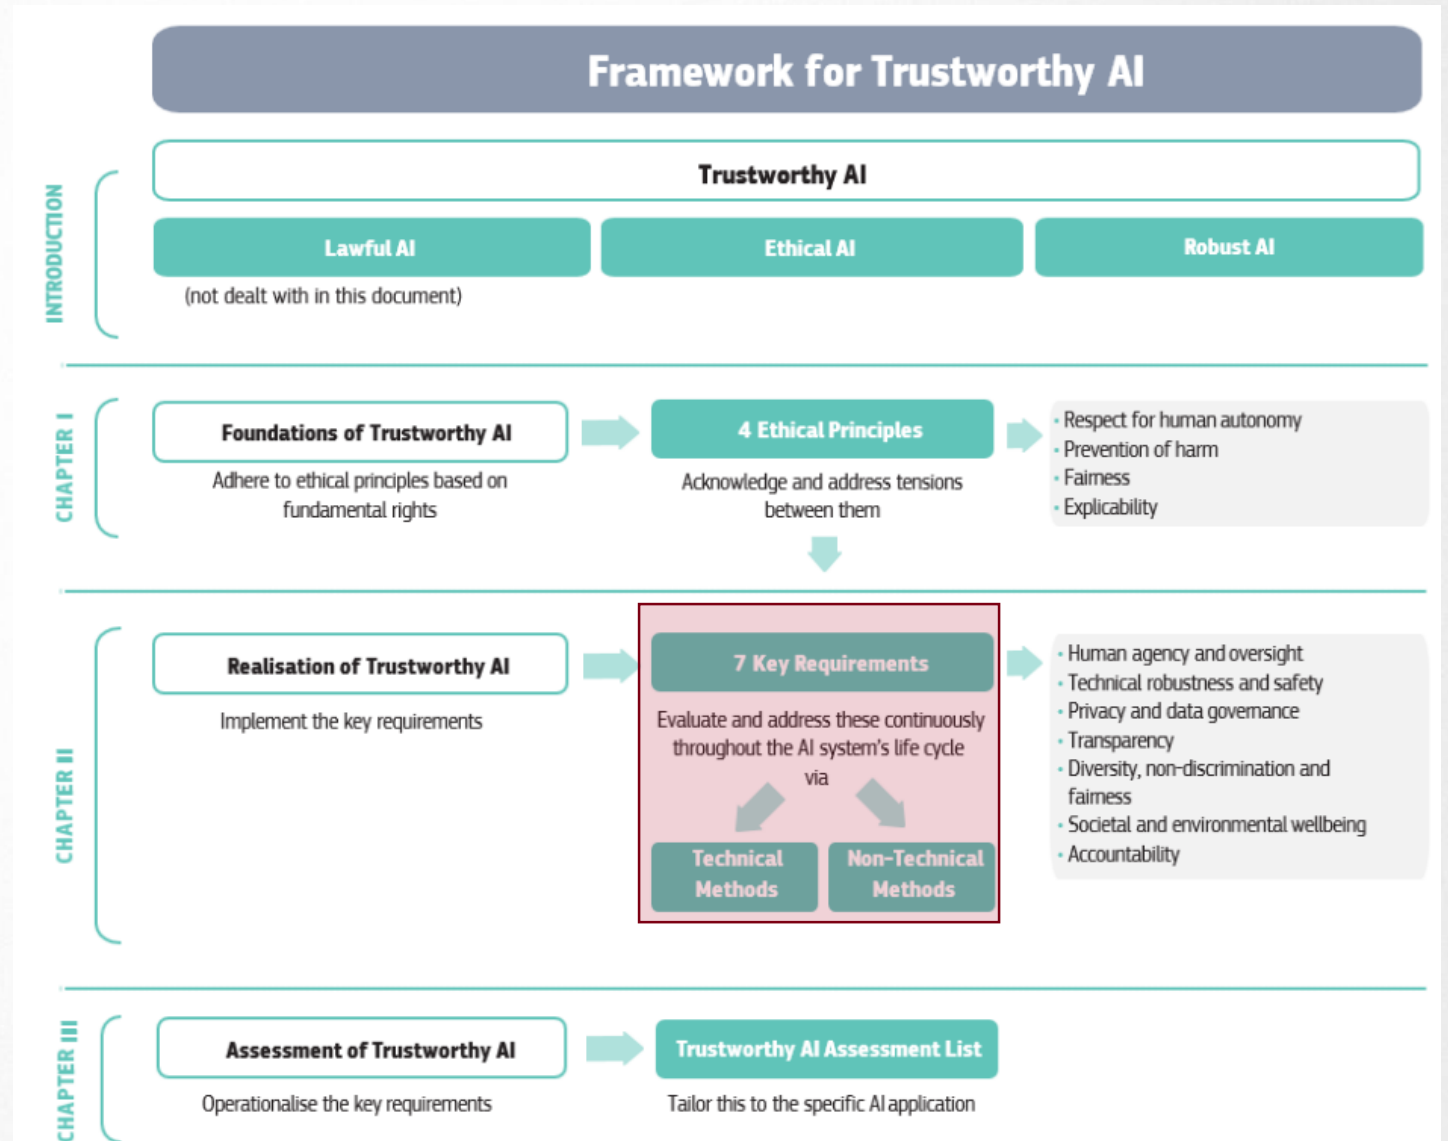 Framework for Trustworthy AI
INTRODUCTION
Trustworthy AI
Lawful AI
Ethical AI
Robust AI
(not dealt with in this document)
CHAPTER I
Foundations of Trustworthy AI
Adhere to ethical principles based on
fundamental rights
4 Ethical Principles
Acknowledge and address tensions
between them
• Respect for human autonomy
• Prevention of harm
• Fairness
• Explicability
CHAPTER II
Realisation of Trustworthy AI
Implement the key requirements
7 Key Requirements
Evaluate and address these continuously
throughout the AI system's life cycle
via
Technical
Methods
Non-Technical
Methods
• Human agency and oversight
• Technical robustness and safety
• Privacy and data governance
• Transparency
• Diversity, non-discrimination and
fairness
• Societal and environmental wellbeing
• Accountability
CHAPTER III
Assessment of Trustworthy AI
Operationalise the key requirements
Trustworthy AI Assessment List
Tailor this to the specific AI application